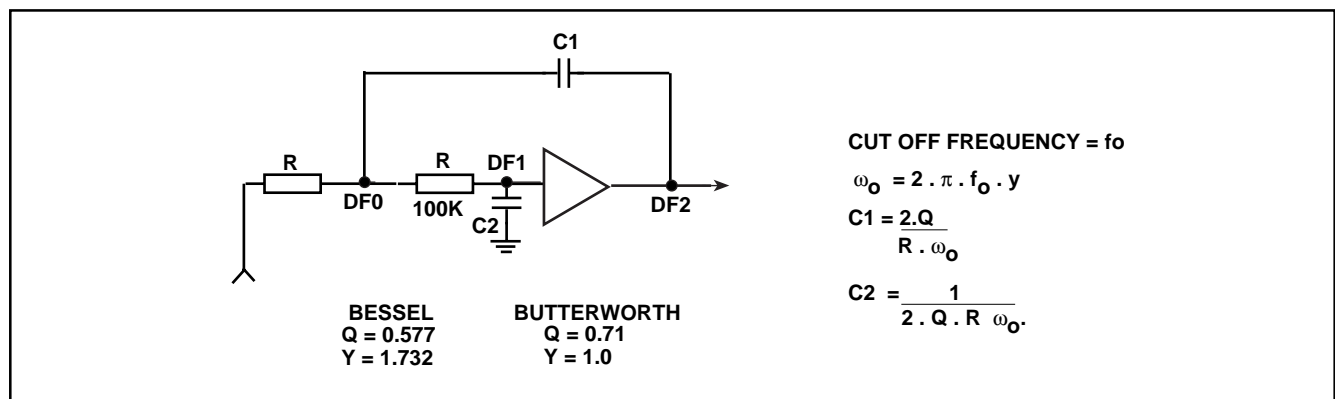 C1
R
R
DF1
DF0
100K
C2
DF2
BESSEL
Q = 0.577
Y = 1.732
BUTTERWORTH
Q = 0.71
Y = 1.0
CUT OFF FREQUENCY = fo
ωo = 2 . π . fo . y
C1 = 2.Q
R . ωo
C2 = 1
2 . Q . R ωo.